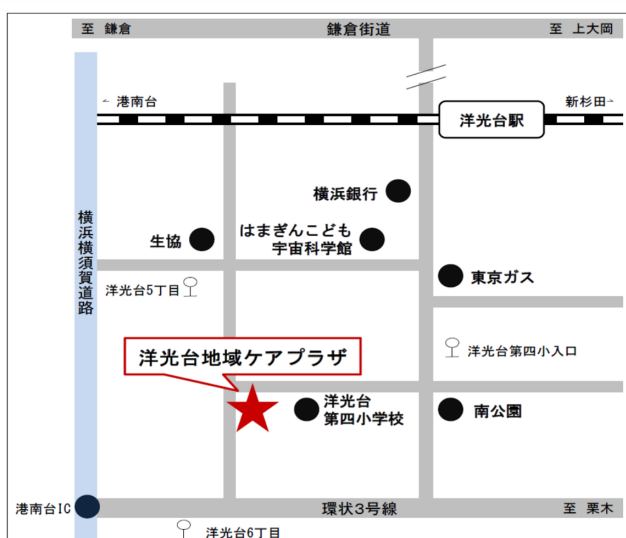 至 鎌倉
鎌倉街道
至 上大岡
← 港南台
新杉田→
洋光台駅
横浜銀行
横浜横須賀道路
生協
はまぎんこども
宇宙科学館
東京ガス
洋光台5丁目
洋光台地域ケアプラザ
洋光台第四小入口
洋光台
第四小学校
南公園
港南台IC
環状3号線
至 栗木
洋光台6丁目